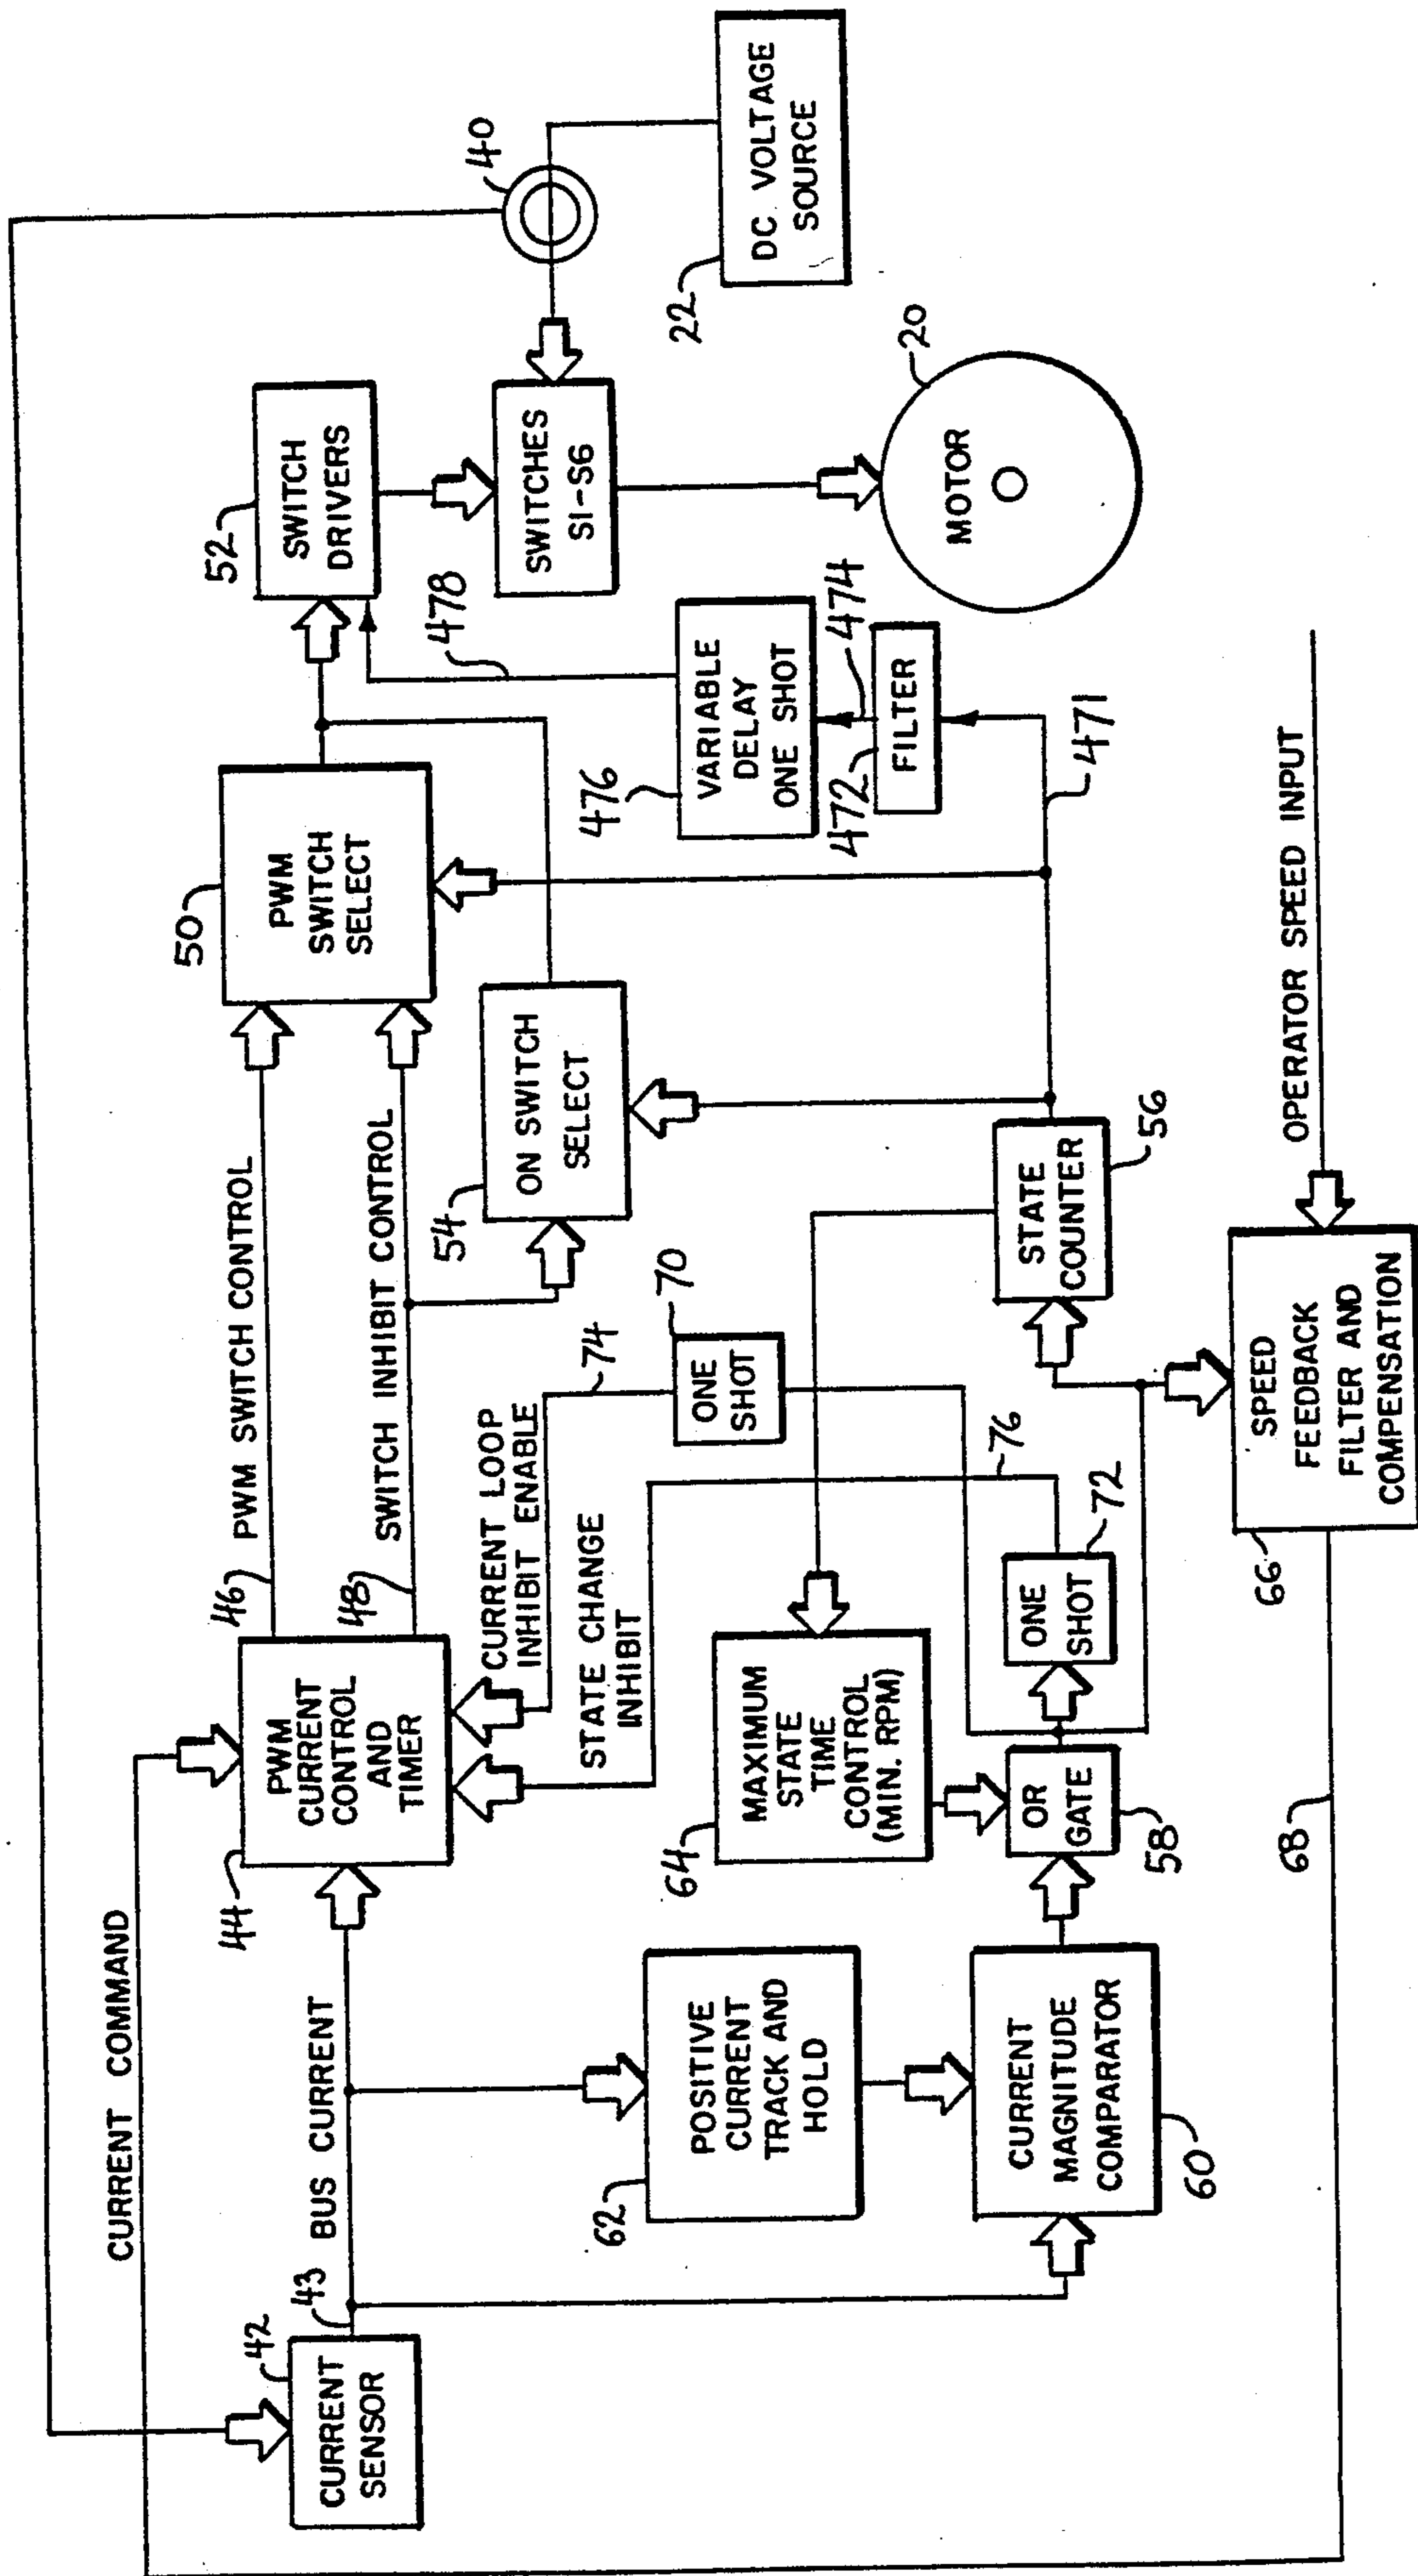 CURRENT COMMAND
42
CURRENT
SENSOR
43
BUS CURRENT
44
PWM
CURRENT
CONTROL
AND
TIMER
46
PWM SWITCH CONTROL
48
SWITCH INHIBIT CONTROL
CURRENT LOOP
INHIBIT ENABLE
74
STATE CHANGE
INHIBIT
50
PWM
SWITCH
SELECT
54
ON SWITCH
SELECT
52
SWITCH
DRIVERS
478
SWITCHES
S1-S6
40
22
DC VOLTAGE
SOURCE
20
MOTOR
476
VARIABLE
DELAY
ONE SHOT
474
472
FILTER
471
70
ONE
SHOT
76
62
POSITIVE
CURRENT
TRACK AND
HOLD
64
MAXIMUM
STATE
TIME
CONTROL
(MIN. RPM)
60
CURRENT
MAGNITUDE
COMPARATOR
58
OR
GATE
72
ONE
SHOT
56
STATE
COUNTER
68
66
SPEED
FEEDBACK
FILTER AND
COMPENSATION
OPERATOR SPEED INPUT